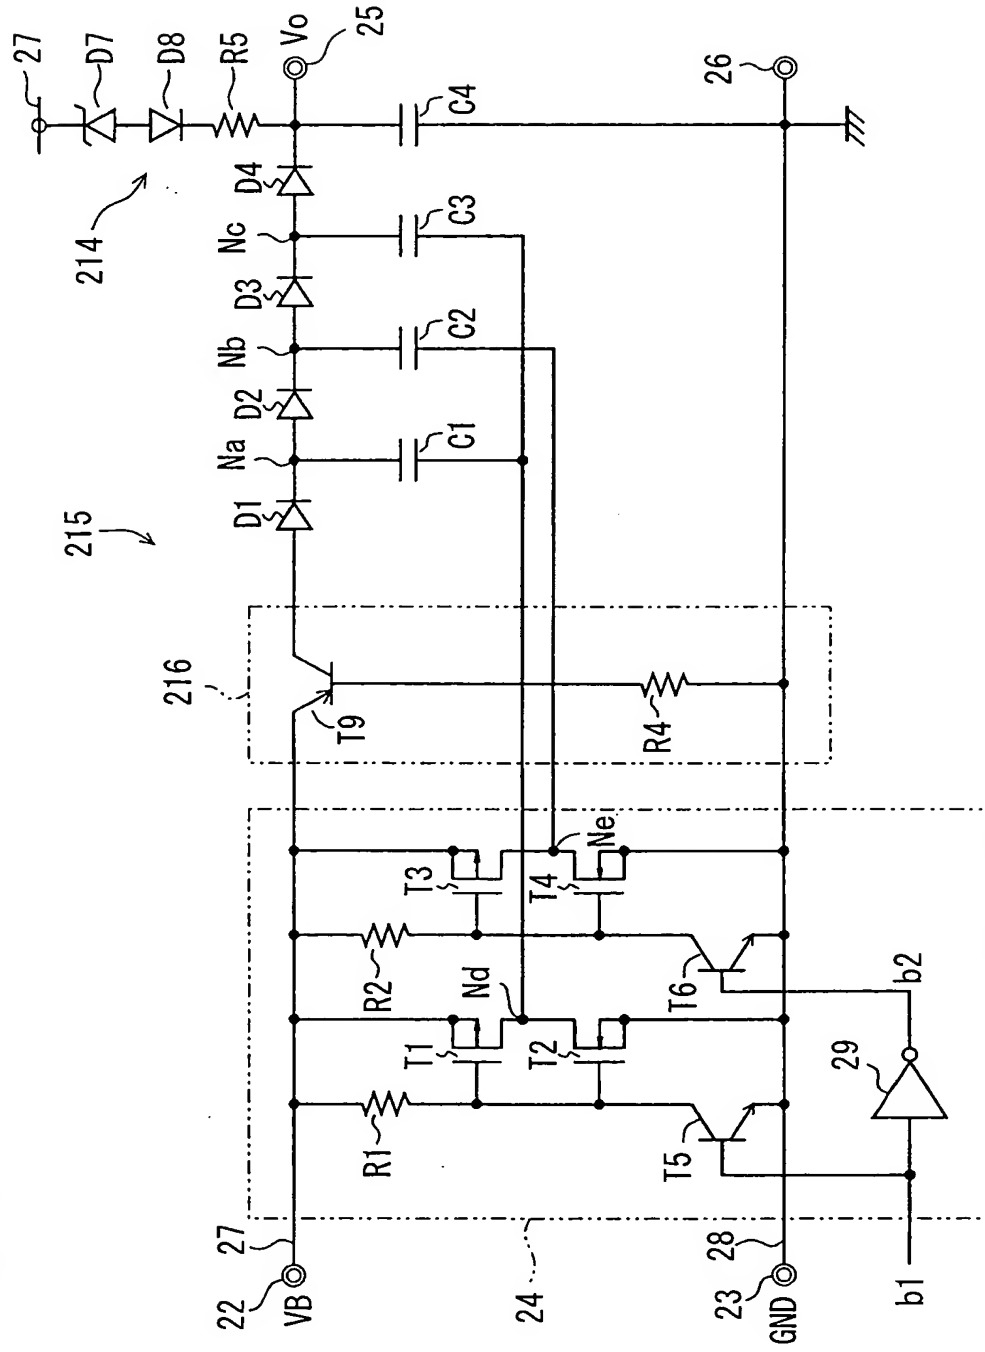 215
214
27
D7
D8
R5
Vo
25
216
D1
Na
D2
Nb
D3
Nc
D4
T9
C1
C2
C3
C4
22
VB
27
R1
T1
Nd
R2
T3
Ne
T2
T4
R4
26
T5
T6
23
GND
28
24
29
b1
b2